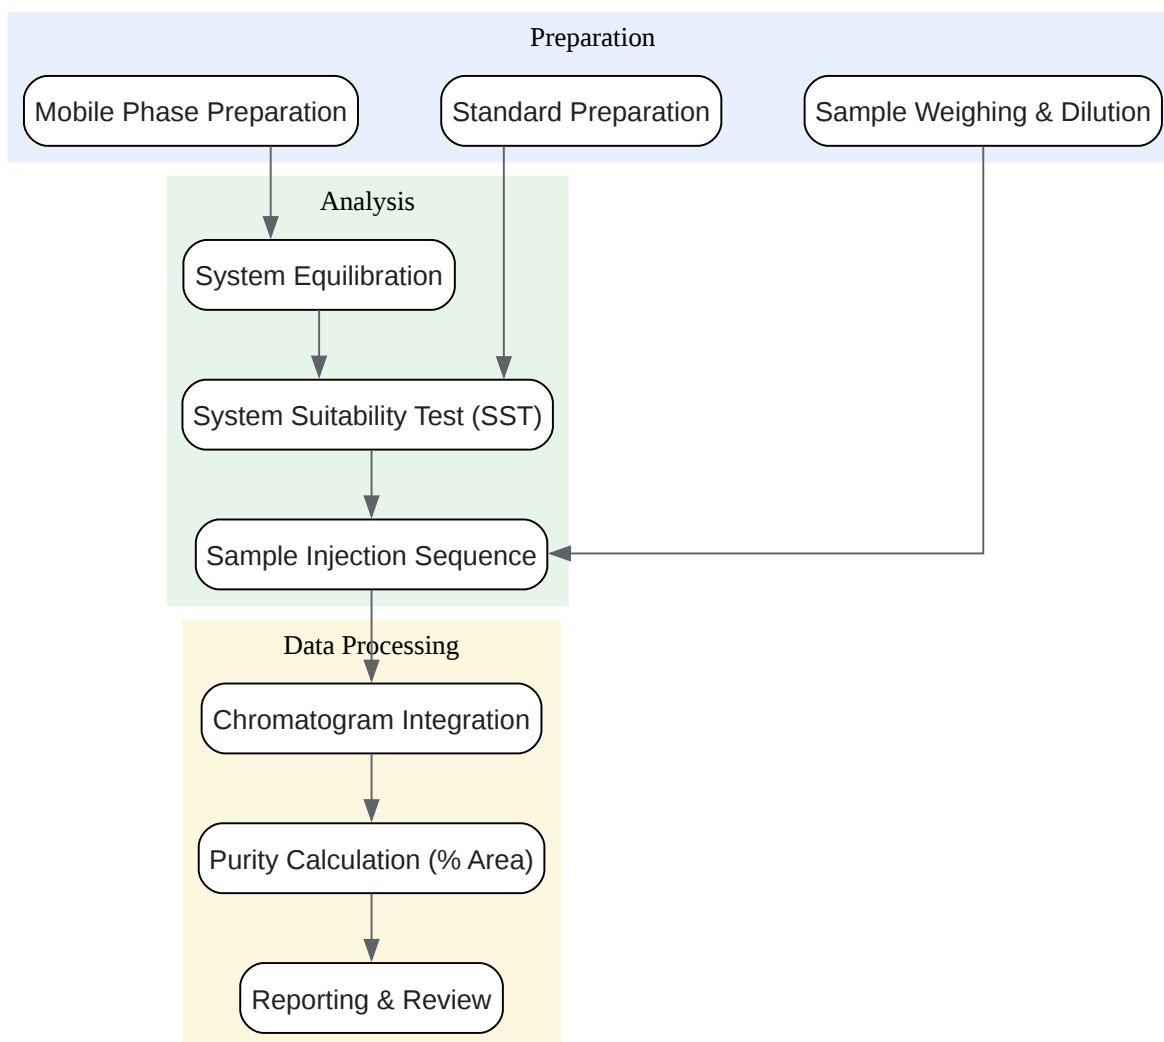 Preparation
Mobile Phase Preparation
Standard Preparation
Sample Weighing & Dilution
Analysis
System Equilibration
System Suitability Test (SST)
Sample Injection Sequence
Data Processing
Chromatogram Integration
Purity Calculation (% Area)
Reporting & Review